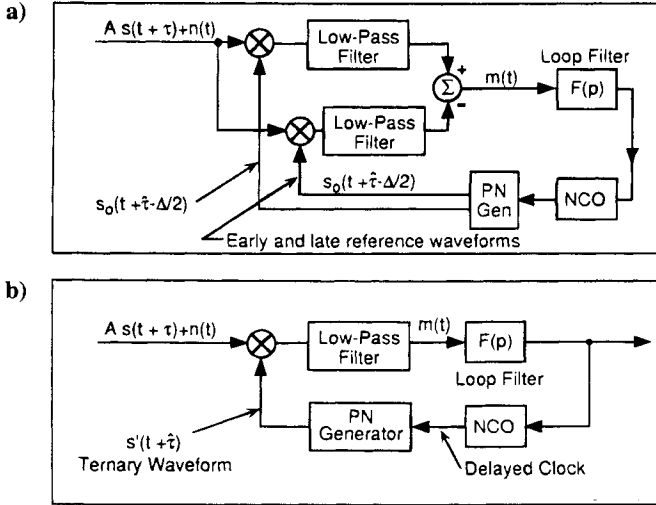 a)
A s(t + τ)+n(t)
Low-Pass
Filter
Loop Filter
+
Σ
m(t)
F(p)
−
Low-Pass
Filter
s₀(t + τ̂-Δ/2)
s₀(t + τ̂-Δ/2)
PN
Gen
NCO
Early and late reference waveforms
b)
A s(t + τ)+n(t)
Low-Pass
Filter
m(t)
F(p)
Loop Filter
PN
Generator
NCO
s'(t + τ̂)
Ternary Waveform
Delayed Clock